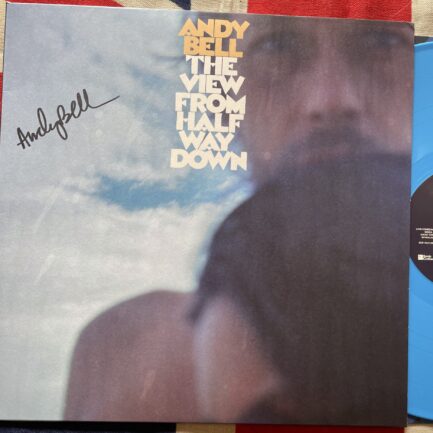 ANDY
BELL
THE
VIEW
FROM
HALF
WAY
DOWN
Andy Bell